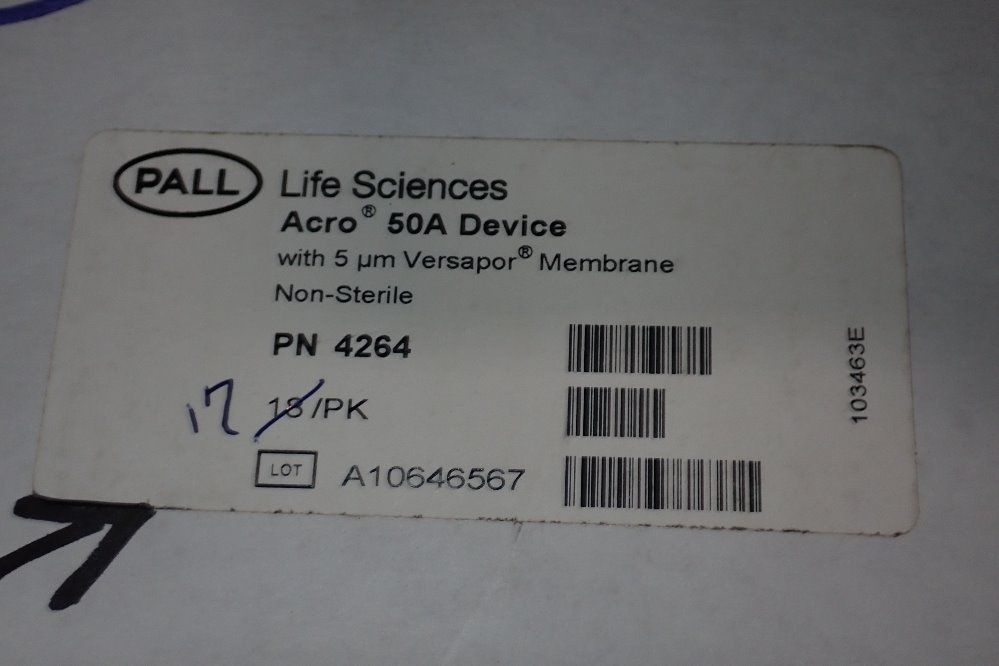 PALL Life Sciences
Acro® 50A Device
with 5 µm Versapor® Membrane
Non-Sterile
PN 4264
17 18 /PK
LOT A10646567
103463E